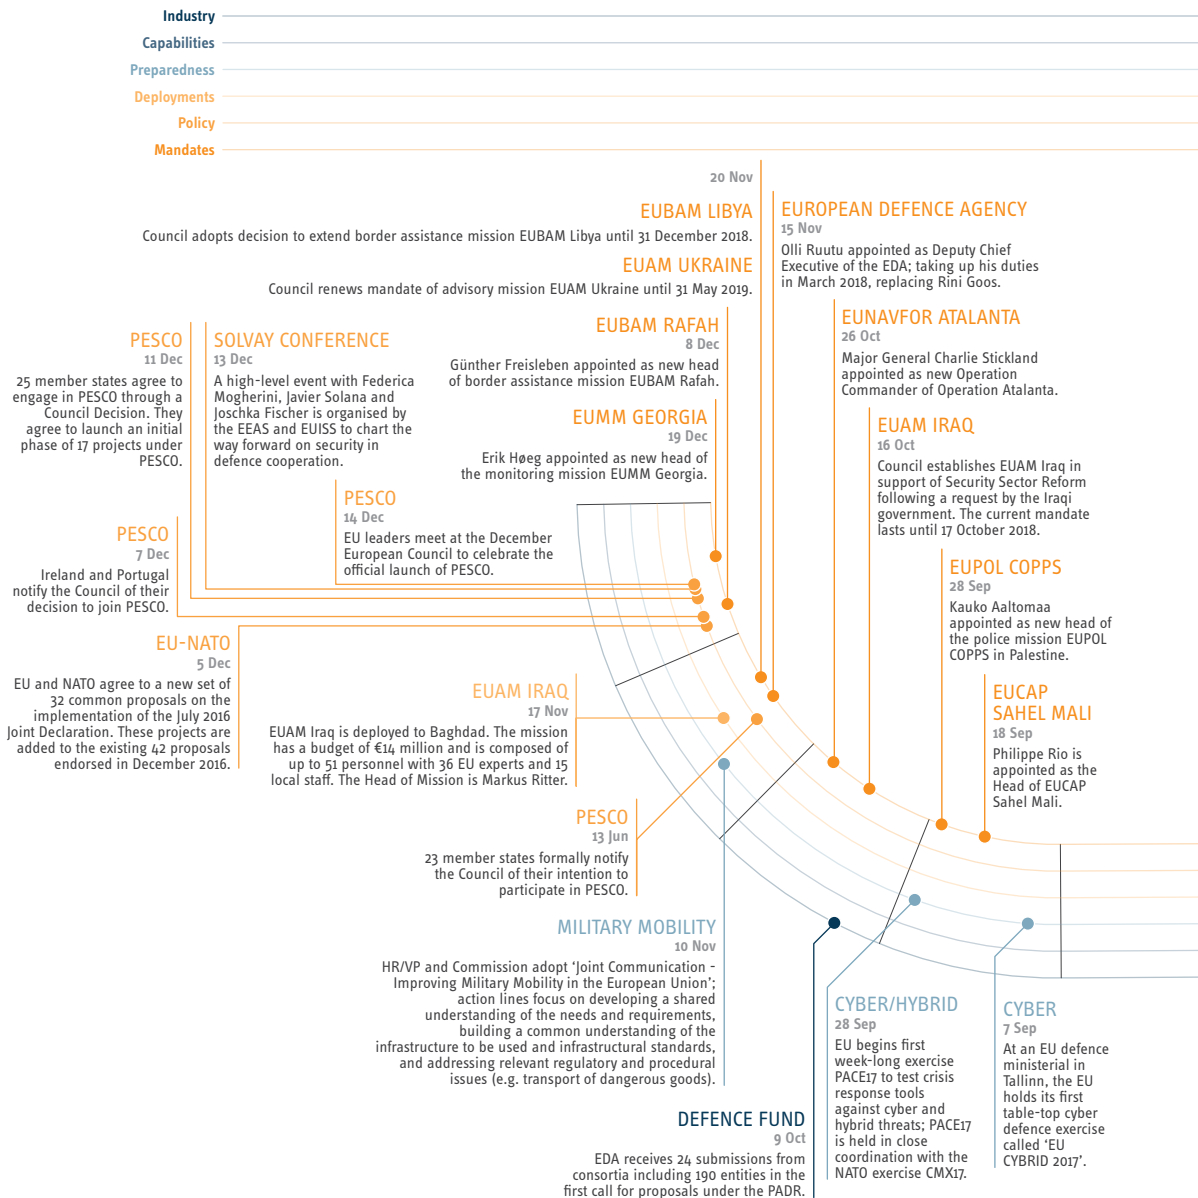 Industry
Capabilities
Preparedness
Deployments
Policy
Mandates
20 Nov
EUBAM LIBYA
Council adopts decision to extend border assistance mission EUBAM Libya until 31 December 2018.
EUAM UKRAINE
Council renews mandate of advisory mission EUAM Ukraine until 31 May 2019.
EUROPEAN DEFENCE AGENCY
15 Nov
Olli Ruutu appointed as Deputy Chief
Executive of the EDA; taking up his duties
in March 2018, replacing Rini Goos.
EUBAM RAFAH
8 Dec
Günther Freisleben appointed as new head
of border assistance mission EUBAM Rafah.
EUNAVFOR ATALANTA
26 Oct
Major General Charlie Stickland
appointed as new Operation
Commander of Operation Atalanta.
PESCO
11 Dec
25 member states agree to
engage in PESCO through a
Council Decision. They
agree to launch an initial
phase of 17 projects under
PESCO.
SOLVAY CONFERENCE
13 Dec
A high-level event with Federica
Mogherini, Javier Solana and
Joschka Fischer is organised by
the EEAS and EUISS to chart the
way forward on security in
defence cooperation.
EUMM GEORGIA
19 Dec
Erik Høeg appointed as new head of
the monitoring mission EUMM Georgia.
EUAM IRAQ
16 Oct
Council establishes EUAM Iraq in
support of Security Sector Reform
following a request by the Iraqi
government. The current mandate
lasts until 17 October 2018.
PESCO
14 Dec
EU leaders meet at the December
European Council to celebrate the
official launch of PESCO.
PESCO
7 Dec
Ireland and Portugal
notify the Council of their
decision to join PESCO.
EUPOL COPPS
28 Sep
Kauko Aaltomaa
appointed as new head of
the police mission EUPOL
COPPS in Palestine.
EU-NATO
5 Dec
EU and NATO agree to a new set of
32 common proposals on the
implementation of the July 2016
Joint Declaration. These projects are
added to the existing 42 proposals
endorsed in December 2016.
EUAM IRAQ
17 Nov
EUAM Iraq is deployed to Baghdad. The mission
has a budget of €14 million and is composed of
up to 51 personnel with 36 EU experts and 15
local staff. The Head of Mission is Markus Ritter.
EUCAP
SAHEL MALI
18 Sep
Philippe Rio is
appointed as the
Head of EUCAP
Sahel Mali.
PESCO
13 Jun
23 member states formally notify
the Council of their intention to
participate in PESCO.
MILITARY MOBILITY
10 Nov
HR/VP and Commission adopt ‘Joint Communication -
Improving Military Mobility in the European Union’;
action lines focus on developing a shared
understanding of the needs and requirements,
building a common understanding of the
infrastructure to be used and infrastructural standards,
and addressing relevant regulatory and procedural
issues (e.g. transport of dangerous goods).
CYBER/HYBRID
28 Sep
EU begins first
week-long exercise
PACE17 to test crisis
response tools
against cyber and
hybrid threats; PACE17
is held in close
coordination with the
NATO exercise CMX17.
CYBER
7 Sep
At an EU defence
ministerial in
Tallinn, the EU
holds its first
table-top cyber
defence exercise
called ‘EU
CYBRID 2017’.
DEFENCE FUND
9 Oct
EDA receives 24 submissions from
consortia including 190 entities in the
first call for proposals under the PADR.